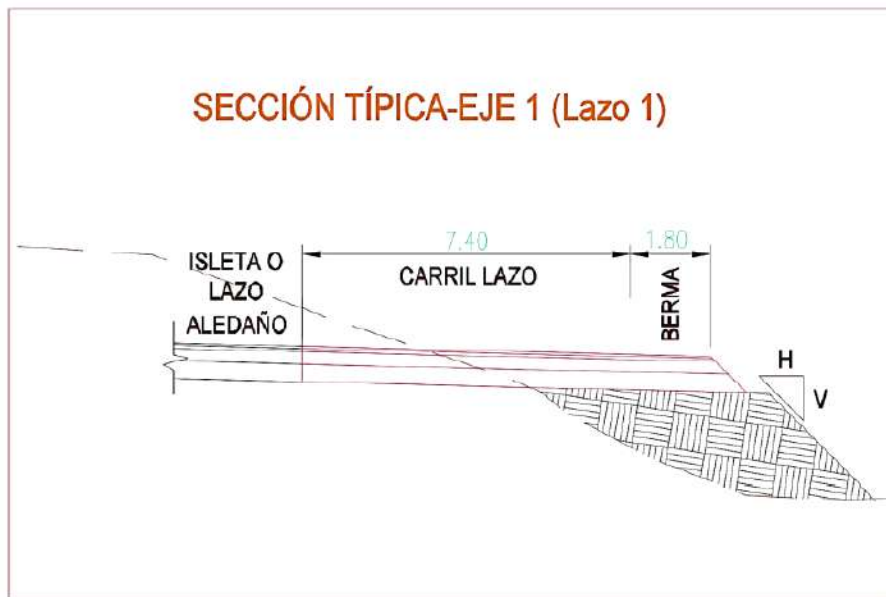 SECCIÓN TÍPICA-EJE 1 (Lazo 1)
7.40
1.80
ISLETA O
LAZO
ALEDAÑO
CARRIL LAZO
BERMA
H
V